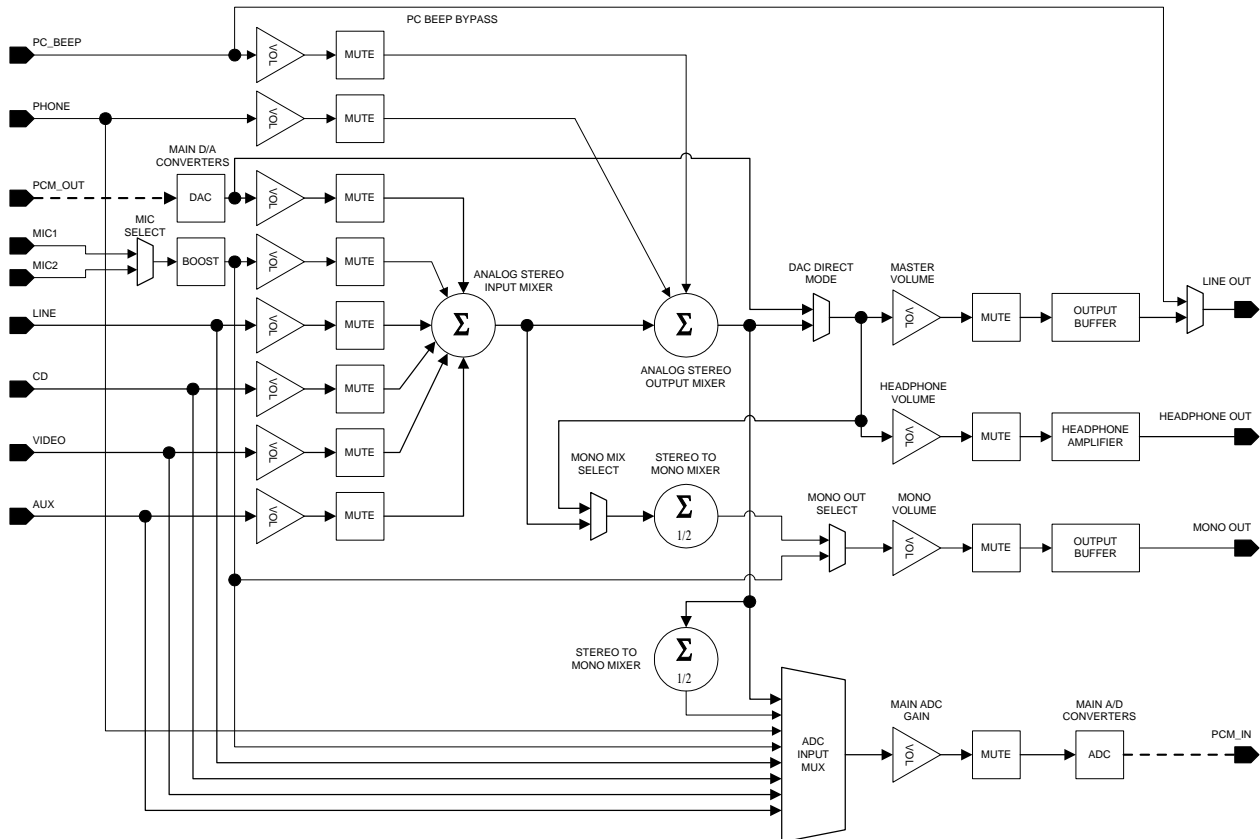 PC BEEP BYPASS
PC_BEEP
VOL
MUTE
PHONE
VOL
MUTE
MAIN D/A
CONVERTERS
PCM_OUT
DAC
VOL
MUTE
MIC
SELECT
MIC1
MIC2
BOOST
VOL
MUTE
ANALOG STEREO
INPUT MIXER
Σ
LINE
VOL
MUTE
CD
VOL
MUTE
VIDEO
VOL
MUTE
AUX
VOL
MUTE
Σ
ANALOG STEREO
OUTPUT MIXER
DAC DIRECT
MODE
MASTER
VOLUME
VOL
MUTE
OUTPUT
BUFFER
LINE OUT
HEADPHONE
VOLUME
VOL
MUTE
HEADPHONE
AMPLIFIER
HEADPHONE OUT
MONO MIX
SELECT
STEREO TO
MONO MIXER
Σ
1/2
MONO OUT
SELECT
MONO
VOLUME
VOL
MUTE
OUTPUT
BUFFER
MONO OUT
STEREO TO
MONO MIXER
Σ
1/2
ADC
INPUT
MUX
MAIN ADC
GAIN
VOL
MUTE
MAIN A/D
CONVERTERS
ADC
PCM_IN